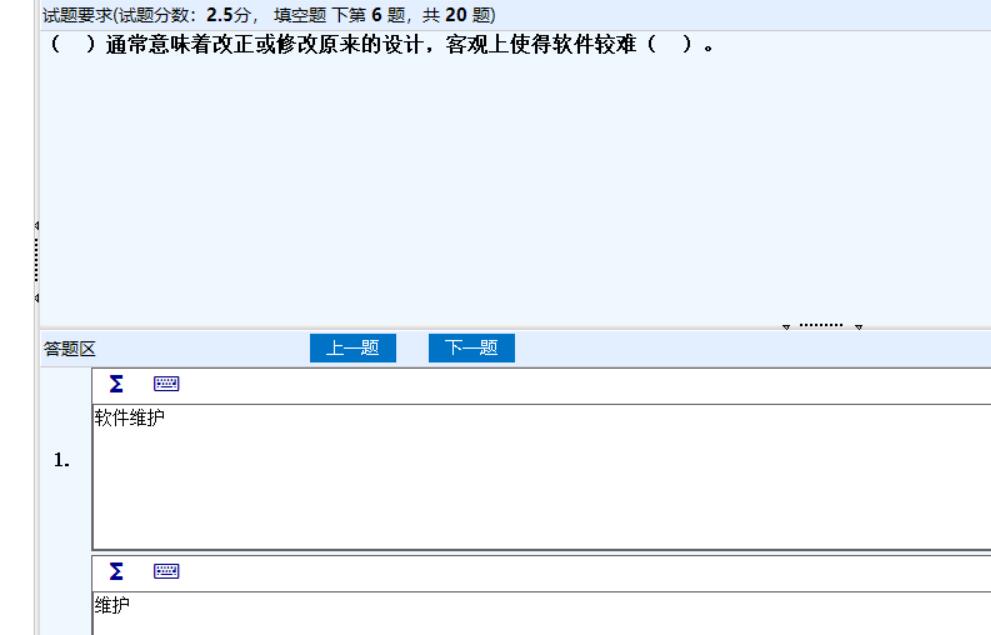 试题要求(试题分数：2.5分， 填空题 下第 6 题，共 20 题)
（ ）通常意味着改正或修改原来的设计，客观上使得软件较难（ ）。
答题区 上一题 下一题
Σ
软件维护
1.
Σ
维护